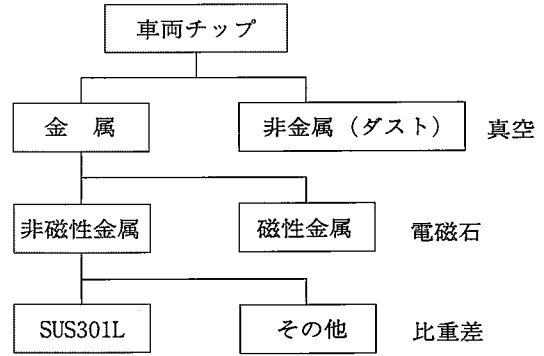 車両チップ
金　属
非金属（ダスト）
真空
非磁性金属
磁性金属
電磁石
SUS301L
その他
比重差